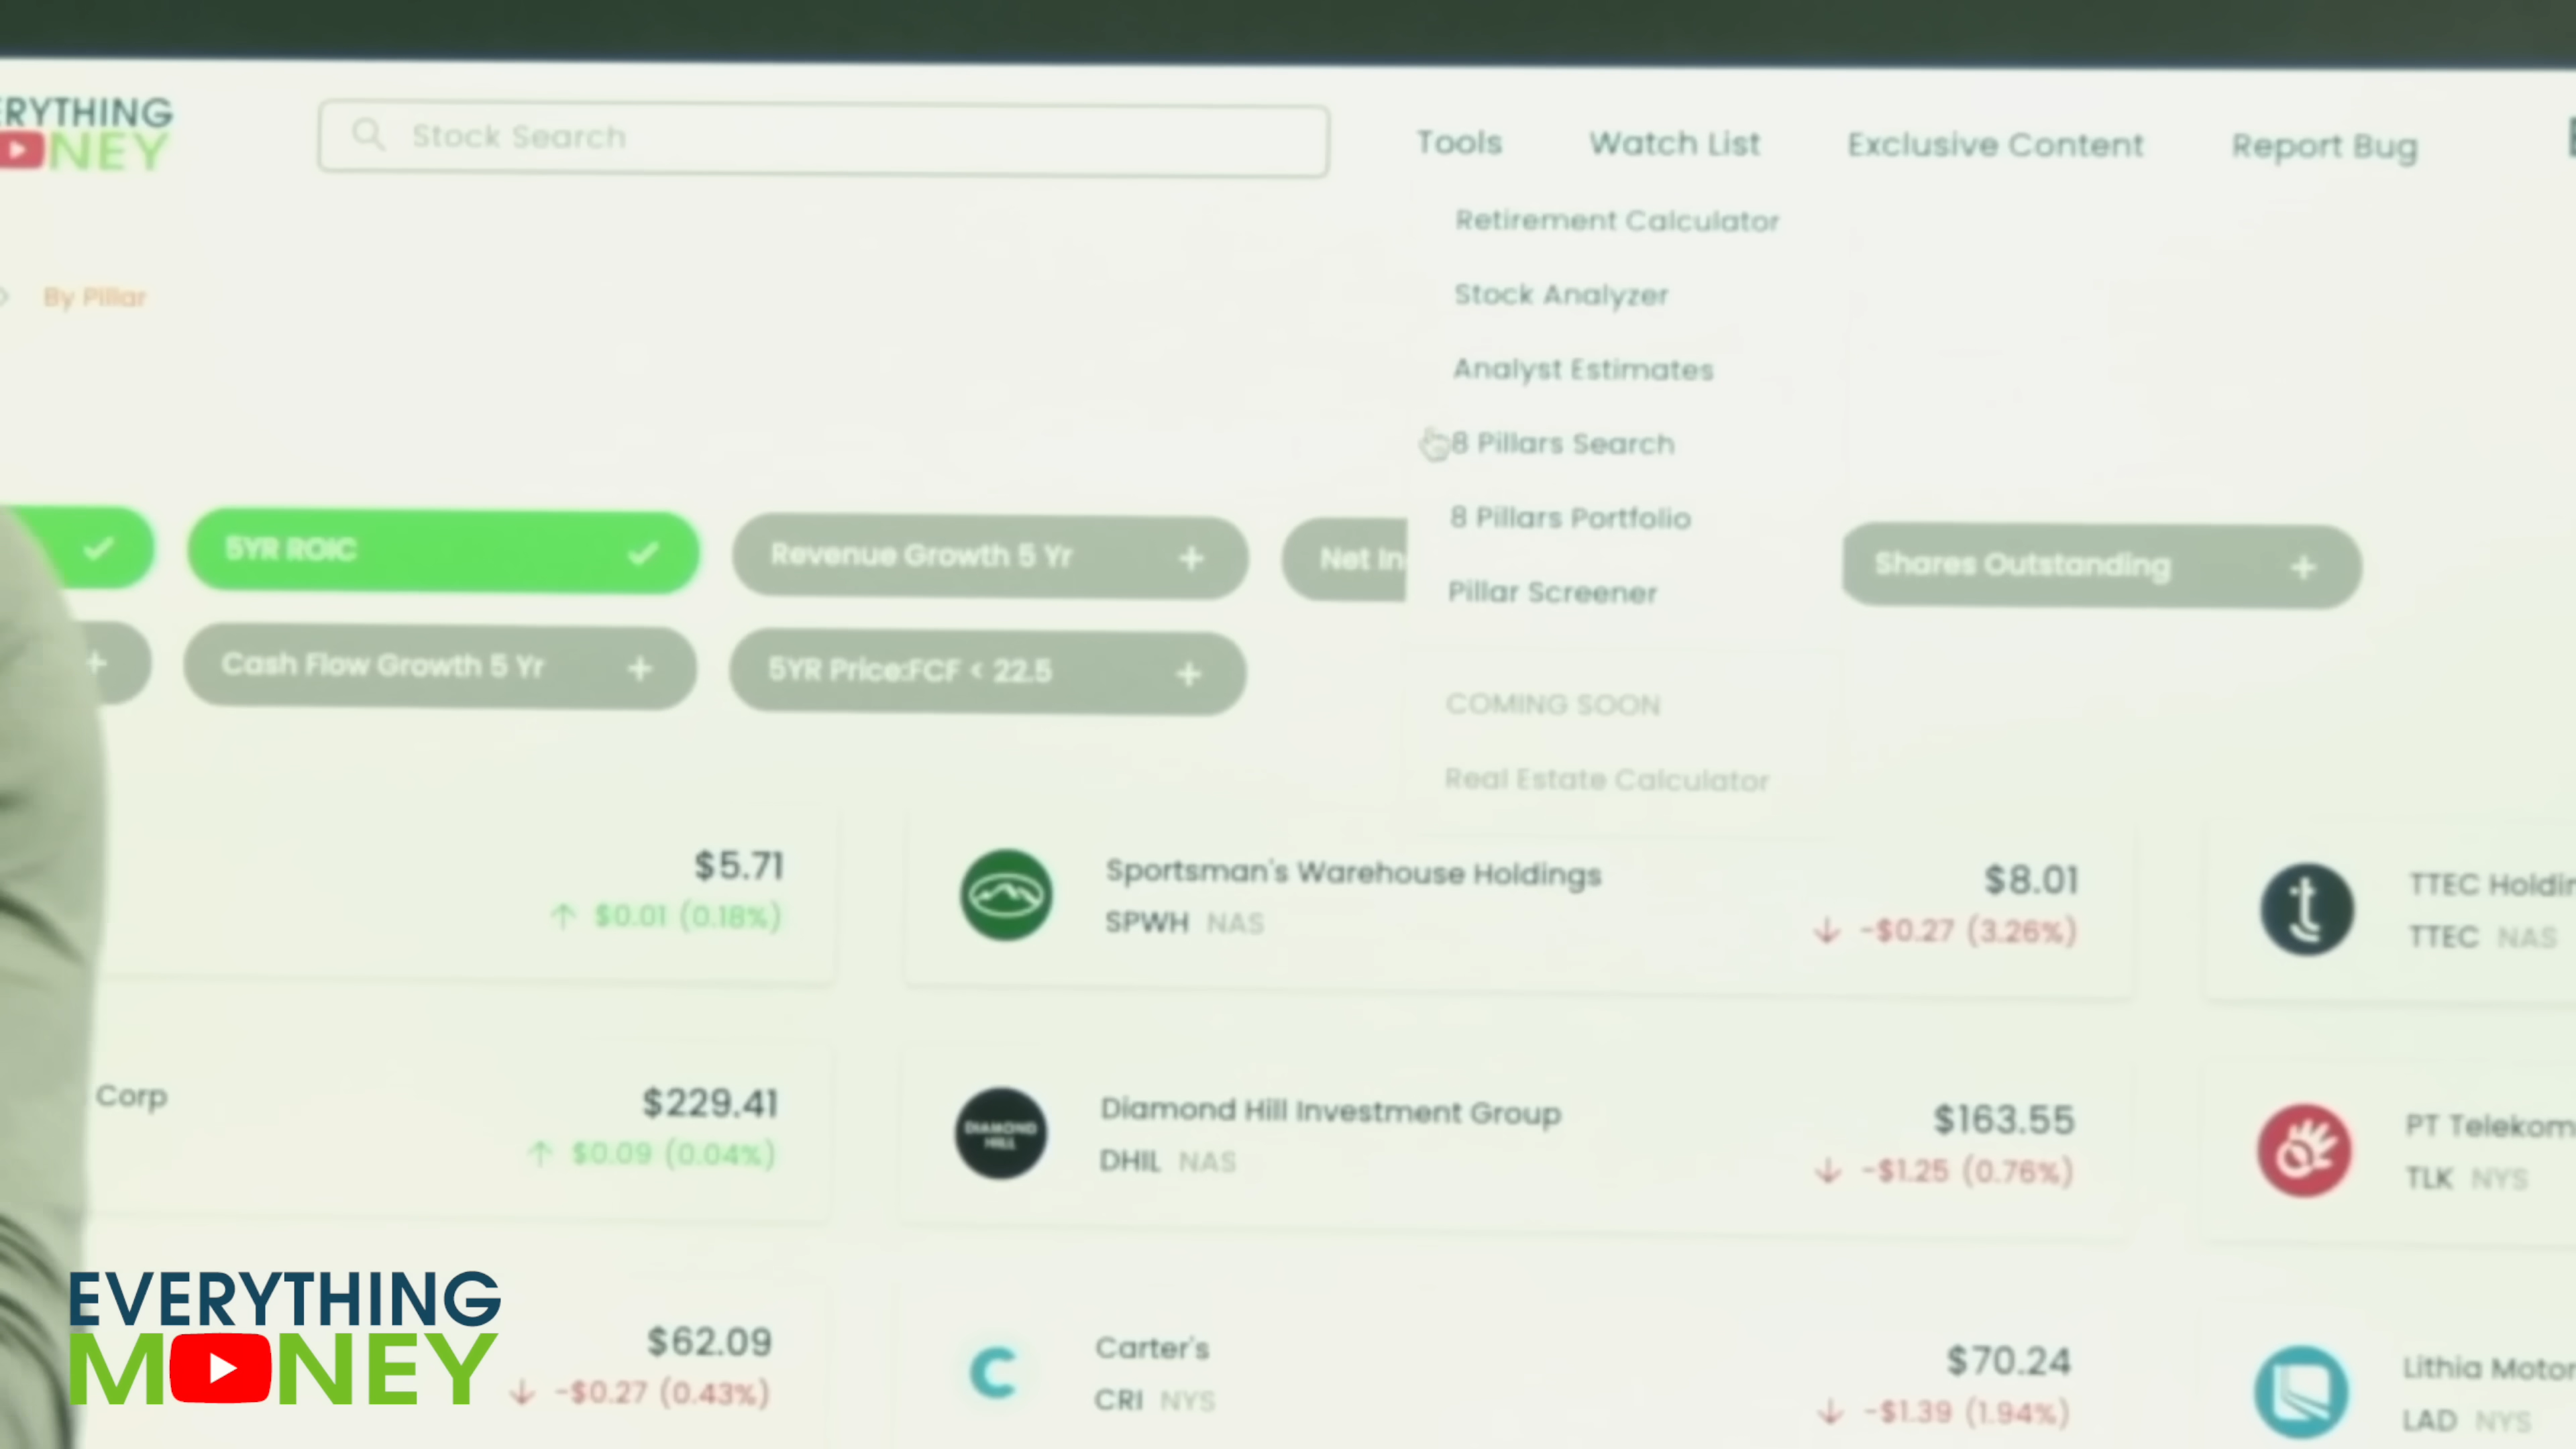 ERYTHING
NEY
Stock Search
Tools
Watch List
Exclusive Content
Report Bug
Retirement Calculator
By Pillar
Stock Analyzer
Analyst Estimates
8 Pillars Search
8 Pillars Portfolio
Pillar Screener
5YR ROIC
Revenue Growth 5 Yr
Net In
Shares Outstanding
Cash Flow Growth 5 Yr
5YR Price:FCF < 22.5
COMING SOON
Real Estate Calculator
$5.71
$0.01 (0.18%)
Sportsman's Warehouse Holdings
SPWH NAS
$8.01
-$0.27 (3.26%)
TTEC Holdin
TTEC NAS
Corp
$229.41
$0.09 (0.04%)
DIAMOND
HILL
Diamond Hill Investment Group
DHIL NAS
$163.55
-$1.25 (0.76%)
PT Telekom
TLK NYS
$62.09
-$0.27 (0.43%)
Carter's
CRI NYS
$70.24
-$1.39 (1.94%)
Lithia Motor
LAD NYS
EVERYTHING
MONEY